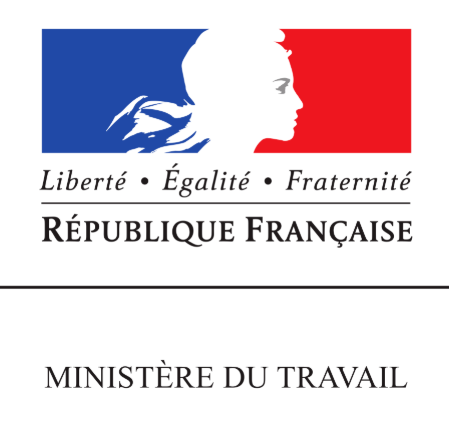 Liberté • Égalité • Fraternité
RÉPUBLIQUE FRANÇAISE
MINISTÈRE DU TRAVAIL